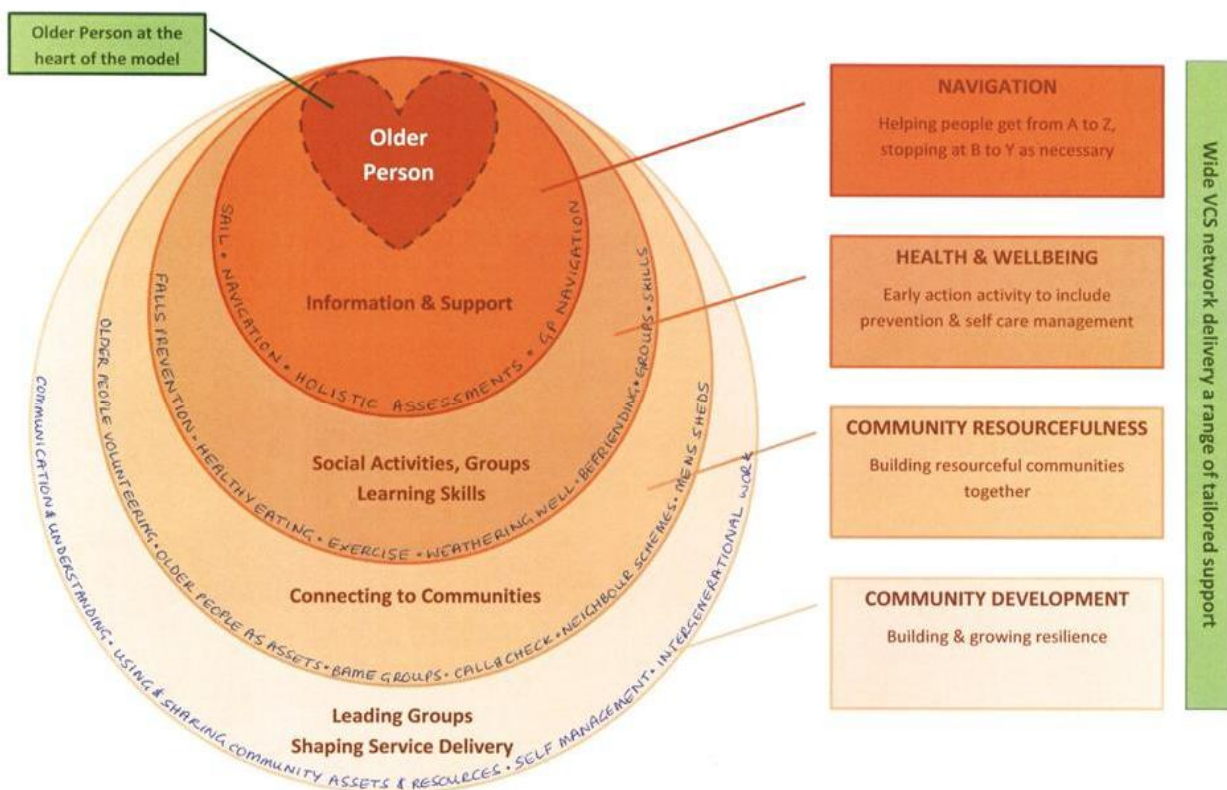 Older Person at the
heart of the model
Older
Person
SAIL • NAVIGATION • HOLISTIC ASSESSMENTS • GP NAVIGATION
Information & Support
FALLS PREVENTION • HEALTHY EATING • EXERCISE • WEATHERING WELL • BEFRIENDING • GROUPS • SKILLS
Social Activities, Groups
Learning Skills
OLDER PEOPLE VOLUNTEERING • OLDER PEOPLE AS ASSETS • BAME GROUPS • CALL & CHECK • NEIGHBOUR SCHEMES • MENS SHEDS
Connecting to Communities
COMMUNICATION & UNDERSTANDING • USING & SHARING COMMUNITY ASSETS & RESOURCES • SELF MANAGEMENT • INTERGENERATIONAL WORK
Leading Groups
Shaping Service Delivery
NAVIGATION
Helping people get from A to Z,
stopping at B to Y as necessary
HEALTH & WELLBEING
Early action activity to include
prevention & self care management
COMMUNITY RESOURCEFULNESS
Building resourceful communities
together
COMMUNITY DEVELOPMENT
Building & growing resilience
Wide VCS network delivery a range of tailored support